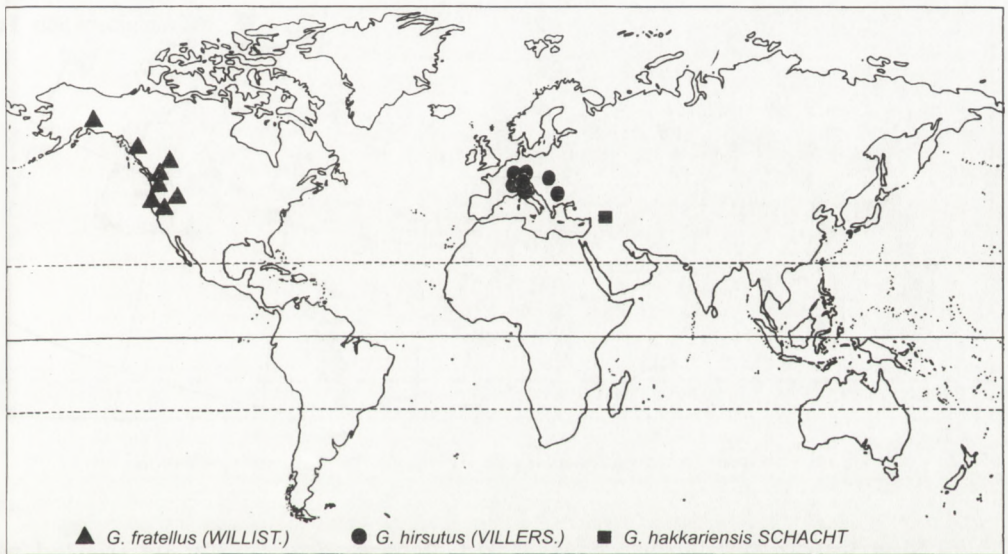 ▲ G. fratellus (WILLIST.) ● G. hirsutus (VILLERS.) ■ G. hakkariensis SCHACHT